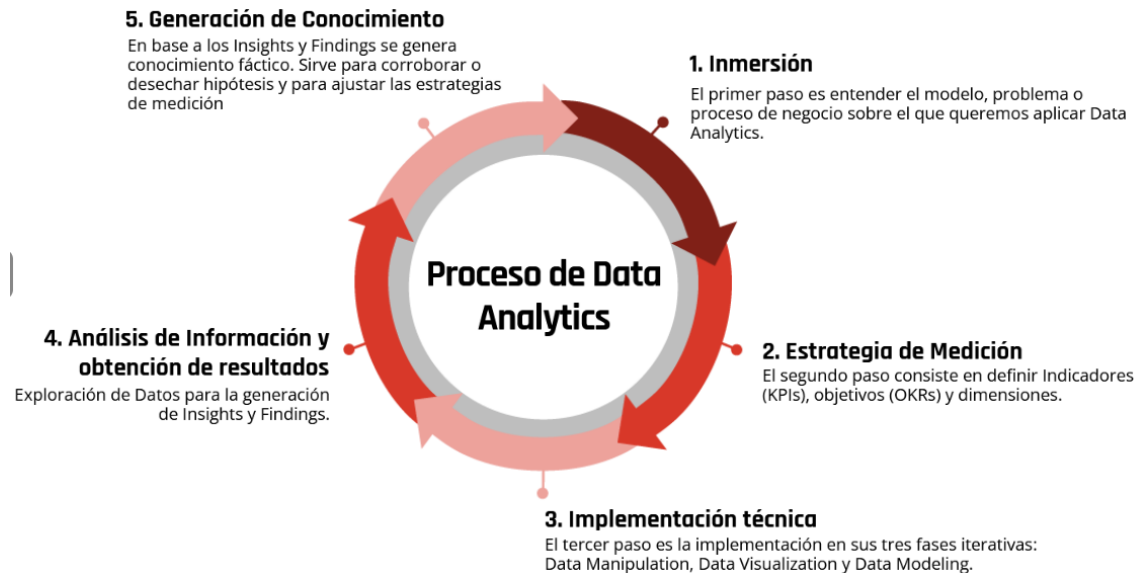 5. Generación de Conocimiento
En base a los Insights y Findings se genera
conocimiento fáctico. Sirve para corroborar o
desechar hipótesis y para ajustar las estrategias
de medición
1. Inmersión
El primer paso es entender el modelo, problema o
proceso de negocio sobre el que queremos aplicar Data
Analytics.
Proceso de Data
Analytics
4. Análisis de Información y
obtención de resultados
Exploración de Datos para la generación
de Insights y Findings.
2. Estrategia de Medición
El segundo paso consiste en definir Indicadores
(KPIs), objetivos (OKRs) y dimensiones.
3. Implementación técnica
El tercer paso es la implementación en sus tres fases iterativas:
Data Manipulation, Data Visualization y Data Modeling.